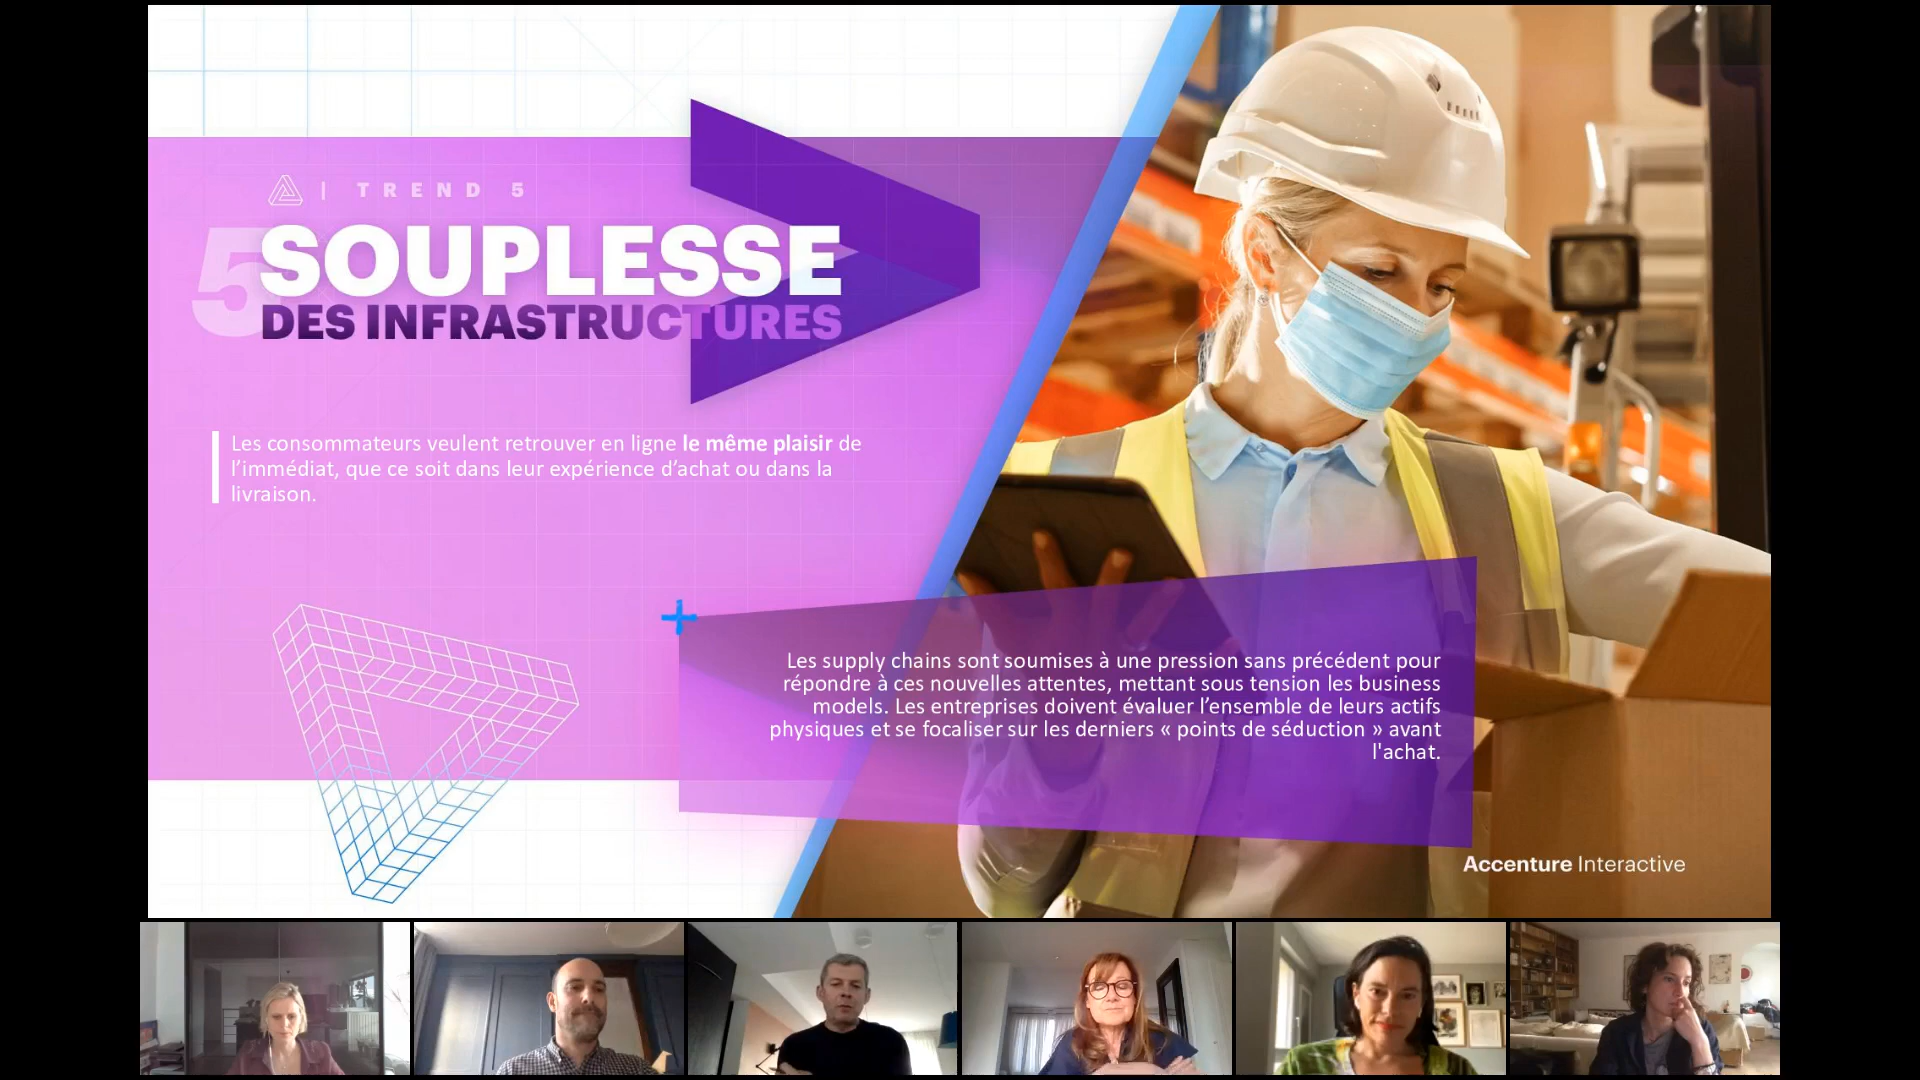 | TREND 5
5 SOUPLESSE
DES INFRASTRUCTURES
Les consommateurs veulent retrouver en ligne le même plaisir de
l’immédiat, que ce soit dans leur expérience d’achat ou dans la
livraison.
Les supply chains sont soumises à une pression sans précédent pour
répondre à ces nouvelles attentes, mettant sous tension les business
models. Les entreprises doivent évaluer l’ensemble de leurs actifs
physiques et se focaliser sur les derniers « points de séduction » avant
l'achat.
Accenture Interactive